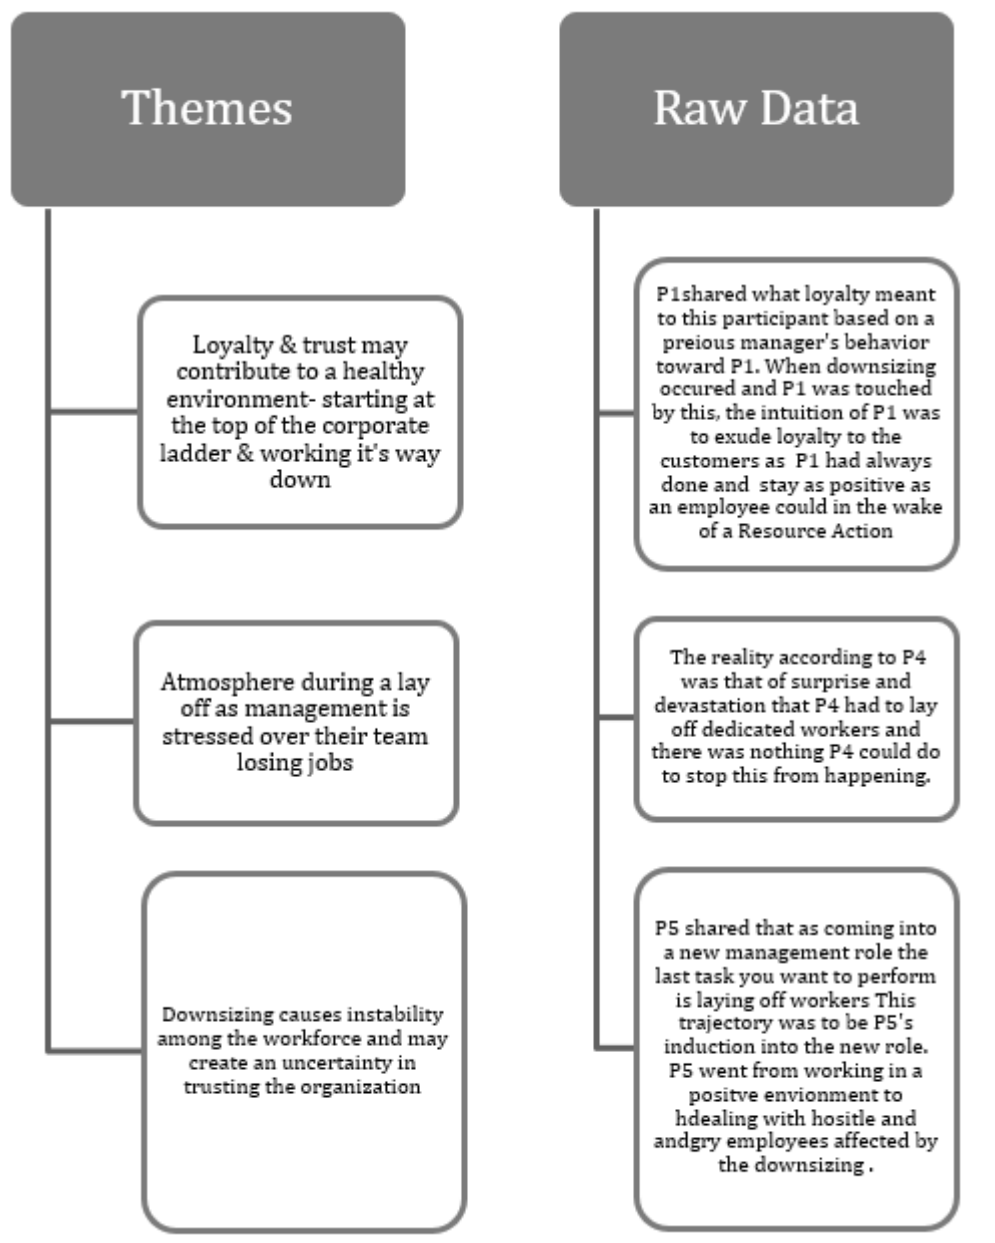 Themes
Loyalty & trust may
contribute to a healthy
environment- starting at
the top of the corporate
ladder & working it's way
down
Atmosphere during a lay
off as management is
stressed over their team
losing jobs
Downsizing causes instability
among the workforce and may
create an uncertainty in
trusting the organization
Raw Data
P1shared what loyalty meant
to this participant based on a
preious manager's behavior
toward P1. When downsizing
occured and P1 was touched
by this, the intuition of P1 was
to exude loyalty to the
customers as P1 had always
done and stay as positive as
an employee could in the wake
of a Resource Action
The reality according to P4
was that of surprise and
devastation that P4 had to lay
off dedicated workers and
there was nothing P4 could do
to stop this from happening.
P5 shared that as coming into
a new management role the
last task you want to perform
is laying off workers This
trajectory was to be P5's
induction into the new role.
P5 went from working in a
positve envionment to
hdealing with hositle and
andgry employees affected by
the downsizing .